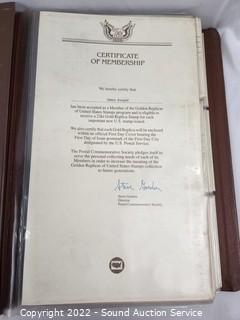 CERTIFICATE
OF MEMBERSHIP
We hereby certify that
has been accepted as a Member of the Golden Replicas
of United States Stamps program and is eligible to
receive a 22kt Gold Replica Stamp for each
important new U.S. stamp issued.
We also certify that each Gold Replica will be enclosed
within an official First Day Cover bearing the
First Day of Issue postmark of the First Day City
designated by the U.S. Postal Service.
The Postal Commemorative Society pledges itself to
serve the personal collecting needs of each of its
Members in order to increase the meaning of the
Golden Replicas of United States Stamps collection
to future generations.
Director
Postal Commemorative Society
Copyright © 2022 - Sound Auction Service